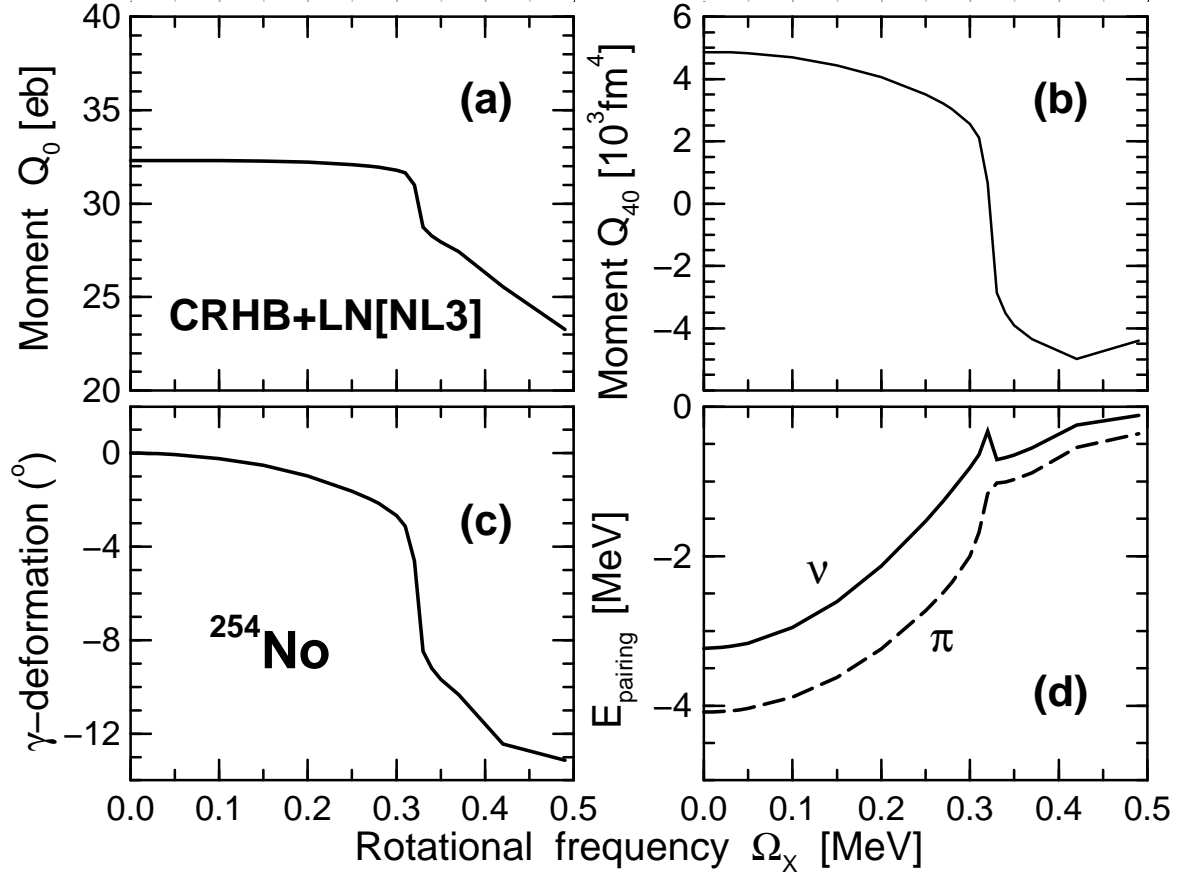 40
35
30
25
20
Moment Q0 [eb]
(a)
CRHB+LN[NL3]
6
4
2
0
−2
−4
Moment Q40 [10^3fm^4]
(b)
0
−4
−8
−12
γ−deformation (°)
(c)
254No
0.0 0.1 0.2 0.3 0.4 0.5
0
−2
−4
Epairing [MeV]
ν
π
(d)
0.0 0.1 0.2 0.3 0.4 0.5
Rotational frequency ΩX [MeV]